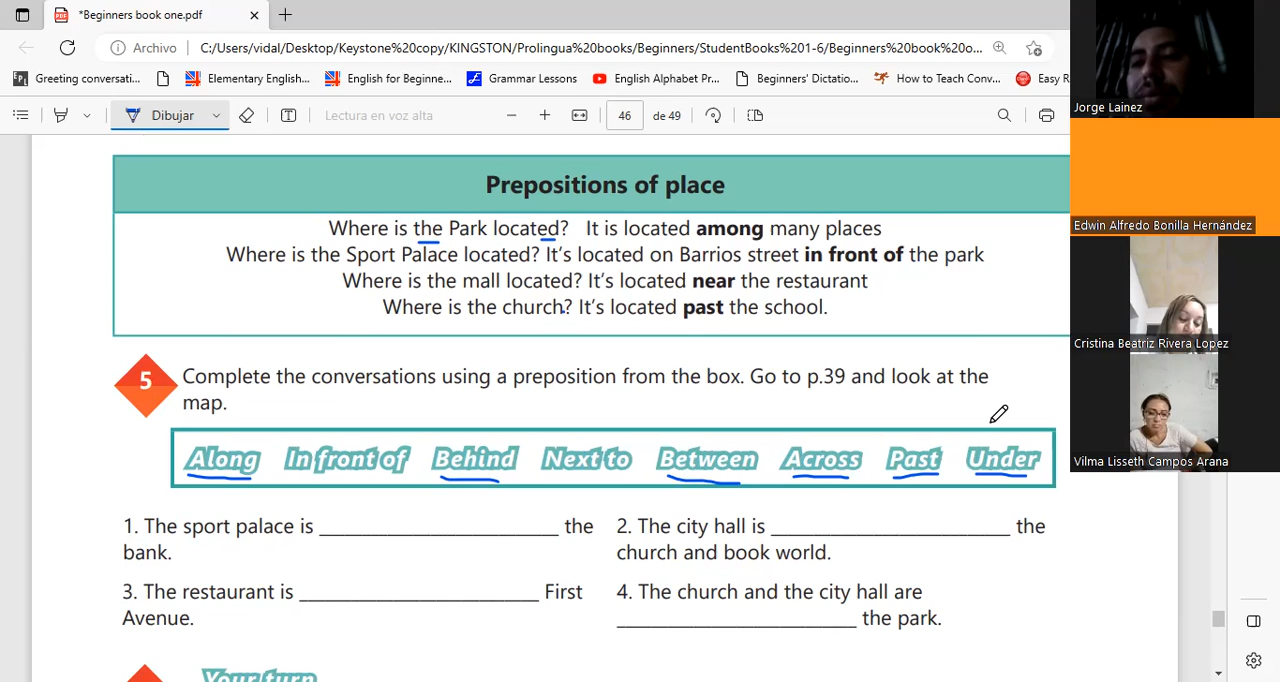 *Beginners book one.pdf
Archivo
C:/Users/vidal/Desktop/Keystone%20copy/KINGSTON/Prolingua%20books/Beginners/StudentBooks%201-6/Beginners%20book%20o...
Greeting conversati...
Elementary English...
English for Beginne...
Grammar Lessons
English Alphabet Pr...
Beginners' Dictatio...
How to Teach Conv...
Easy R
Dibujar
Lectura en voz alta
46
de 49
Prepositions of place
Where is the Park located? It is located among many places
Where is the Sport Palace located? It's located on Barrios street in front of the park
Where is the mall located? It's located near the restaurant
Where is the church? It's located past the school.
5
Complete the conversations using a preposition from the box. Go to p.39 and look at the
map.
Along In front of Behind Next to Between Across Past Under
1. The sport palace is ______________________ the
bank.
2. The city hall is ______________________ the
church and book world.
3. The restaurant is ______________________ First
Avenue.
4. The church and the city hall are
______________________ the park.
Your turn
Jorge Lainez
Edwin Alfredo Bonilla Hernández
Cristina Beatriz Rivera Lopez
Vilma Lisseth Campos Arana